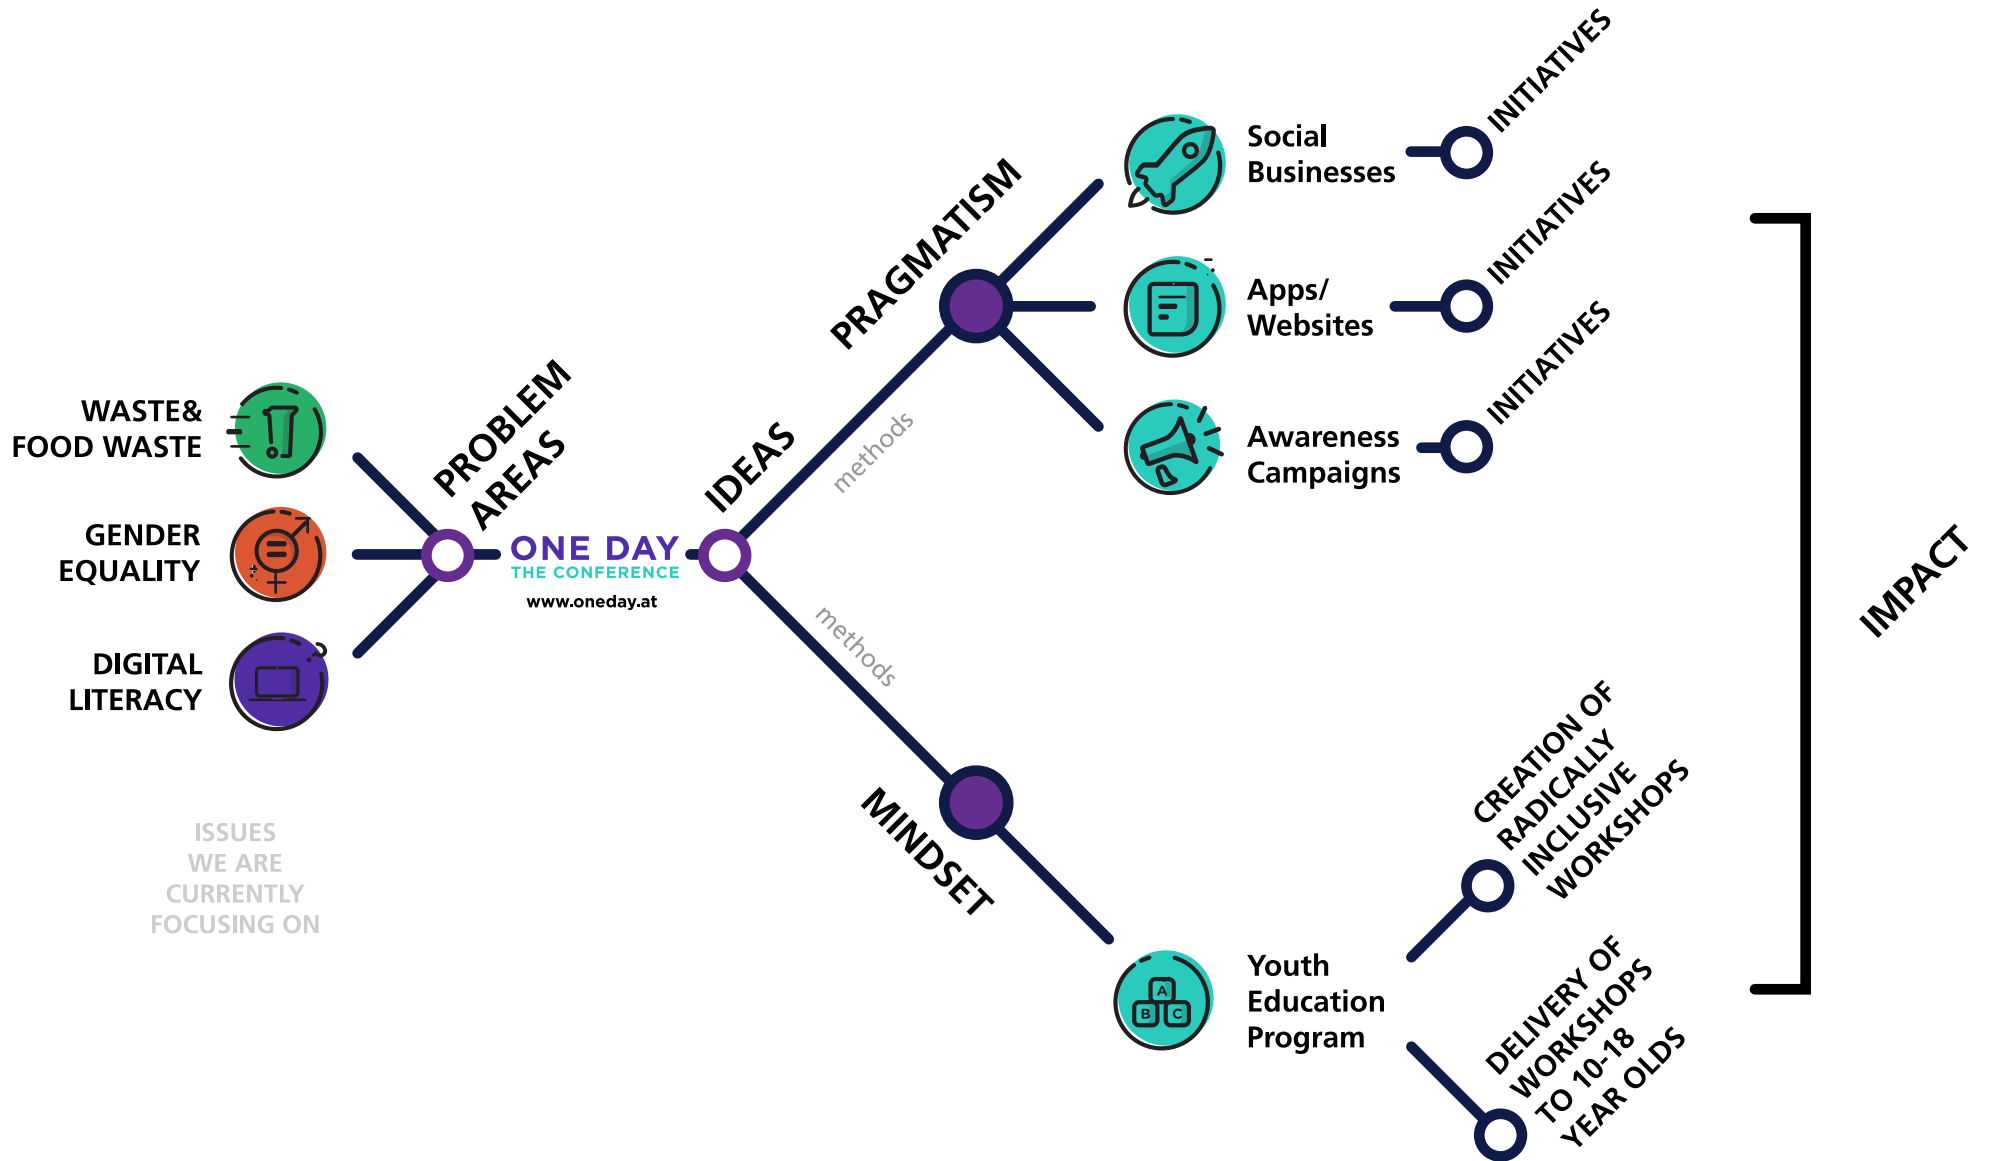 WASTE&
FOOD WASTE
GENDER
EQUALITY
DIGITAL
LITERACY
ISSUES
WE ARE
CURRENTLY
FOCUSING ON
PROBLEM
AREAS
ONE DAY
THE CONFERENCE
www.oneday.at
IDEAS
methods
PRAGMATISM
Social
Businesses
INITIATIVES
Apps/
Websites
INITIATIVES
Awareness
Campaigns
INITIATIVES
methods
MINDSET
A
B C
Youth
Education
Program
CREATION OF
RADICALLY
INCLUSIVE
WORKSHOPS
DELIVERY OF
WORKSHOPS
TO 10-18
YEAR OLDS
IMPACT